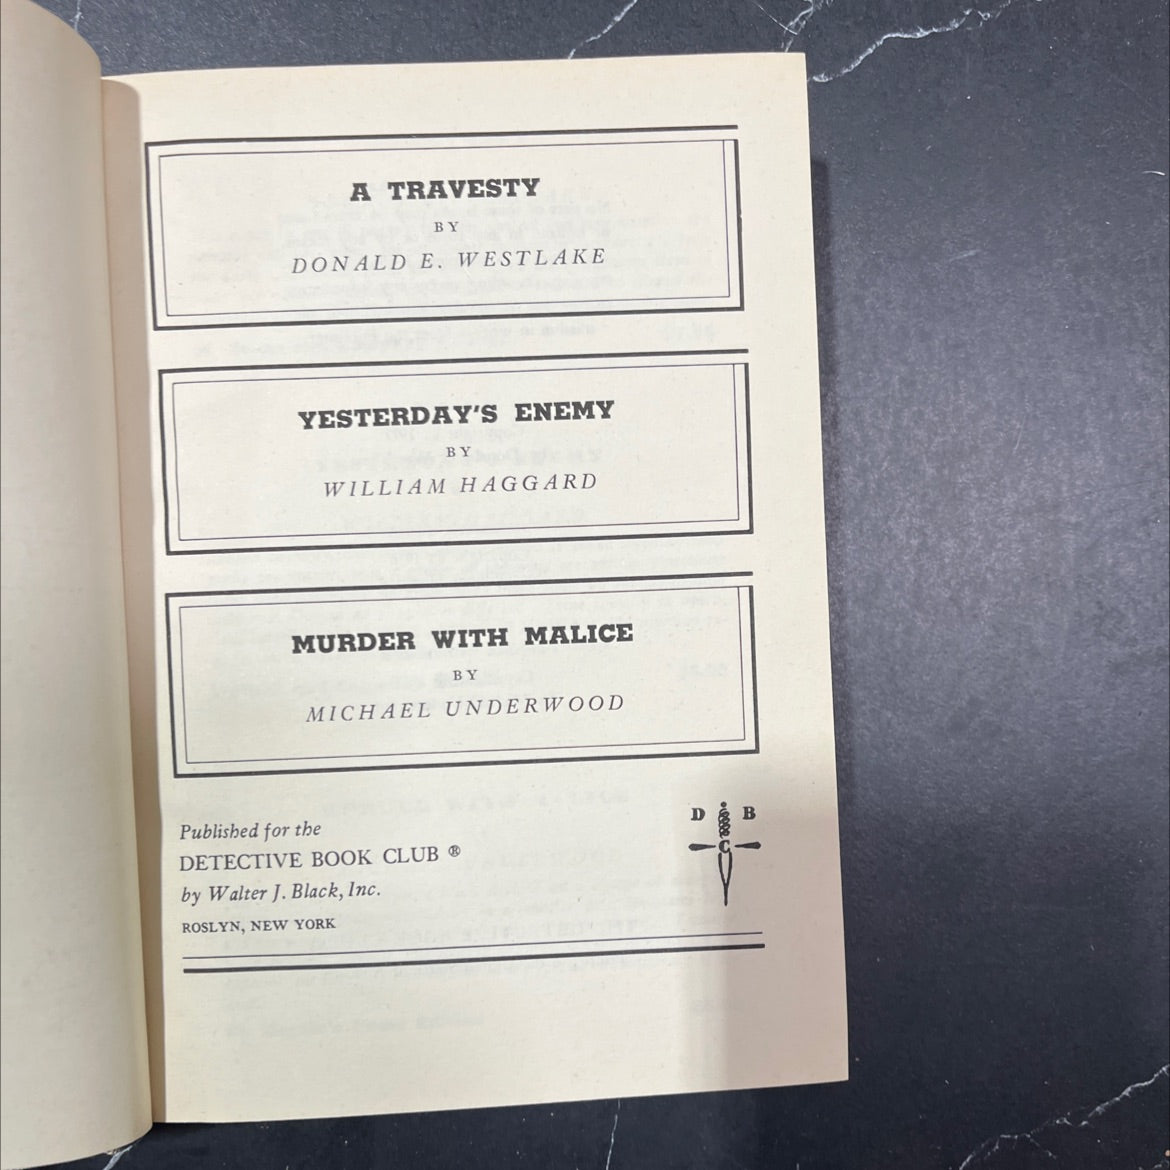 A TRAVESTY
BY
DONALD E. WESTLAKE
YESTERDAY'S ENEMY
BY
WILLIAM HAGGARD
MURDER WITH MALICE
BY
MICHAEL UNDERWOOD
Published for the
DETECTIVE BOOK CLUB ®
by Walter J. Black, Inc.
ROSLYN, NEW YORK
D B
C